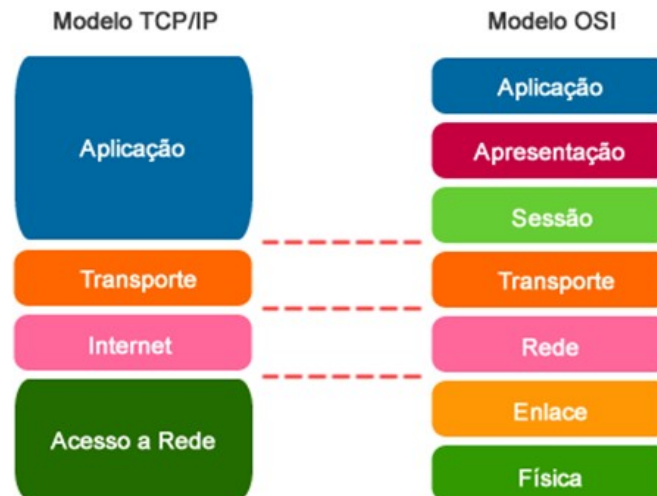 Modelo TCP/IP
Aplicação
Transporte
Internet
Acesso a Rede
Modelo OSI
Aplicação
Apresentação
Sessão
Transporte
Rede
Enlace
Física